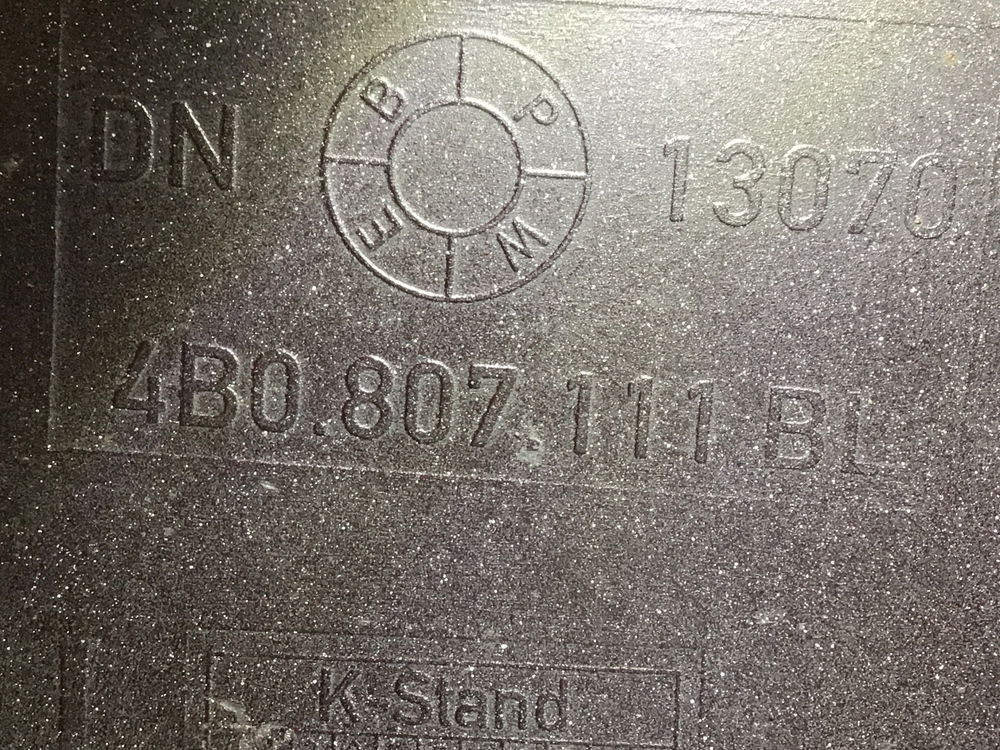 DN B P E W 13070
4B0.807.111.BL
K-Stand